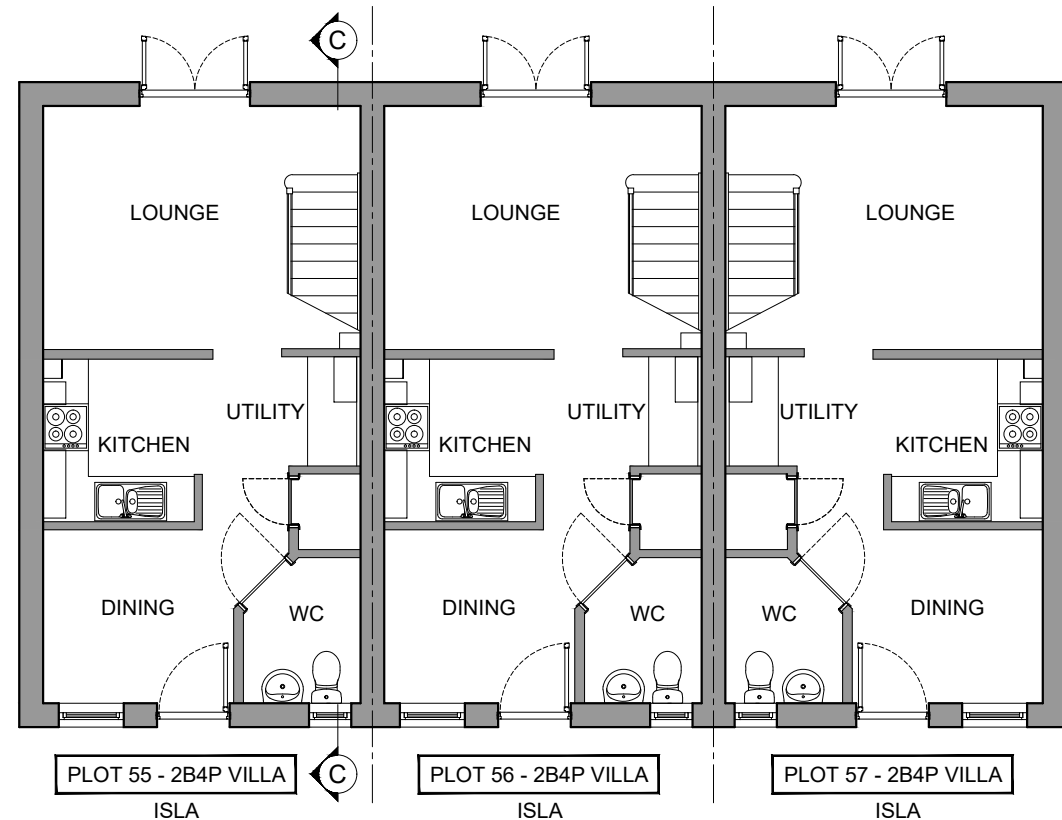 C
LOUNGE
LOUNGE
LOUNGE
UTILITY
UTILITY
UTILITY
KITCHEN
KITCHEN
KITCHEN
DINING
WC
DINING
WC
WC
DINING
PLOT 55 - 2B4P VILLA
C
PLOT 56 - 2B4P VILLA
PLOT 57 - 2B4P VILLA
ISLA
ISLA
ISLA